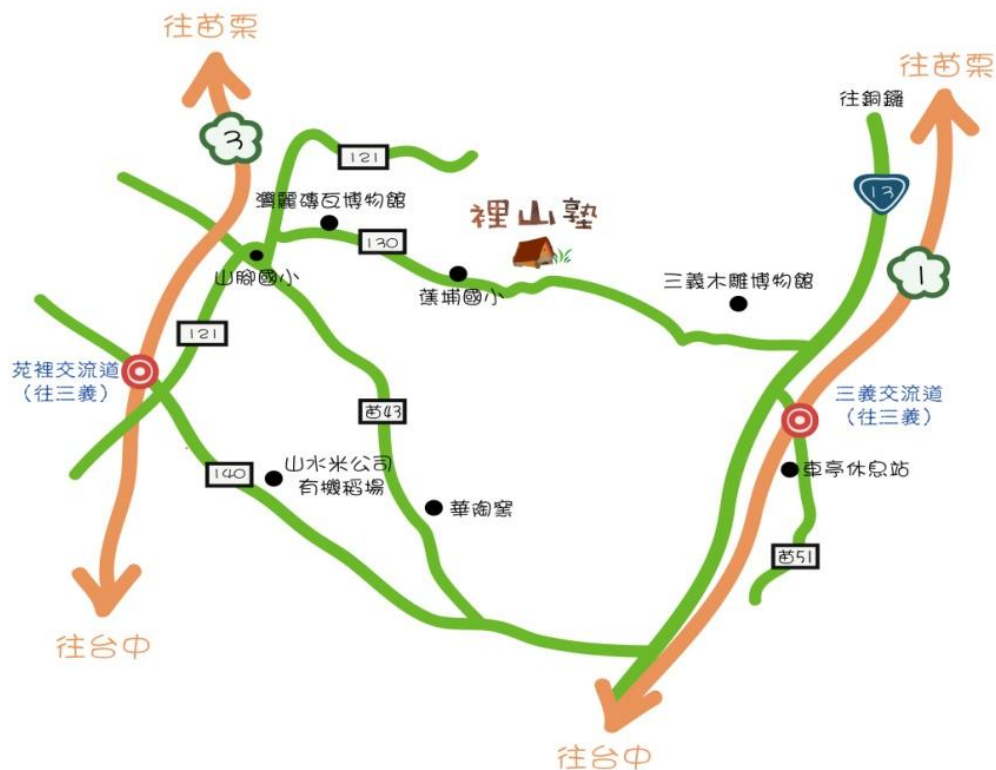 往苗栗
往苗栗
往銅鑼
3
121
13
灣麗磚瓦博物館
裡山塾
130
1
山腳國小
蕉埔國小
三義木雕博物館
121
苑裡交流道
(往三義)
三義交流道
(往三義)
苗43
山水米公司
有機稻場
140
車亭休息站
華陶窯
苗51
往台中
往台中